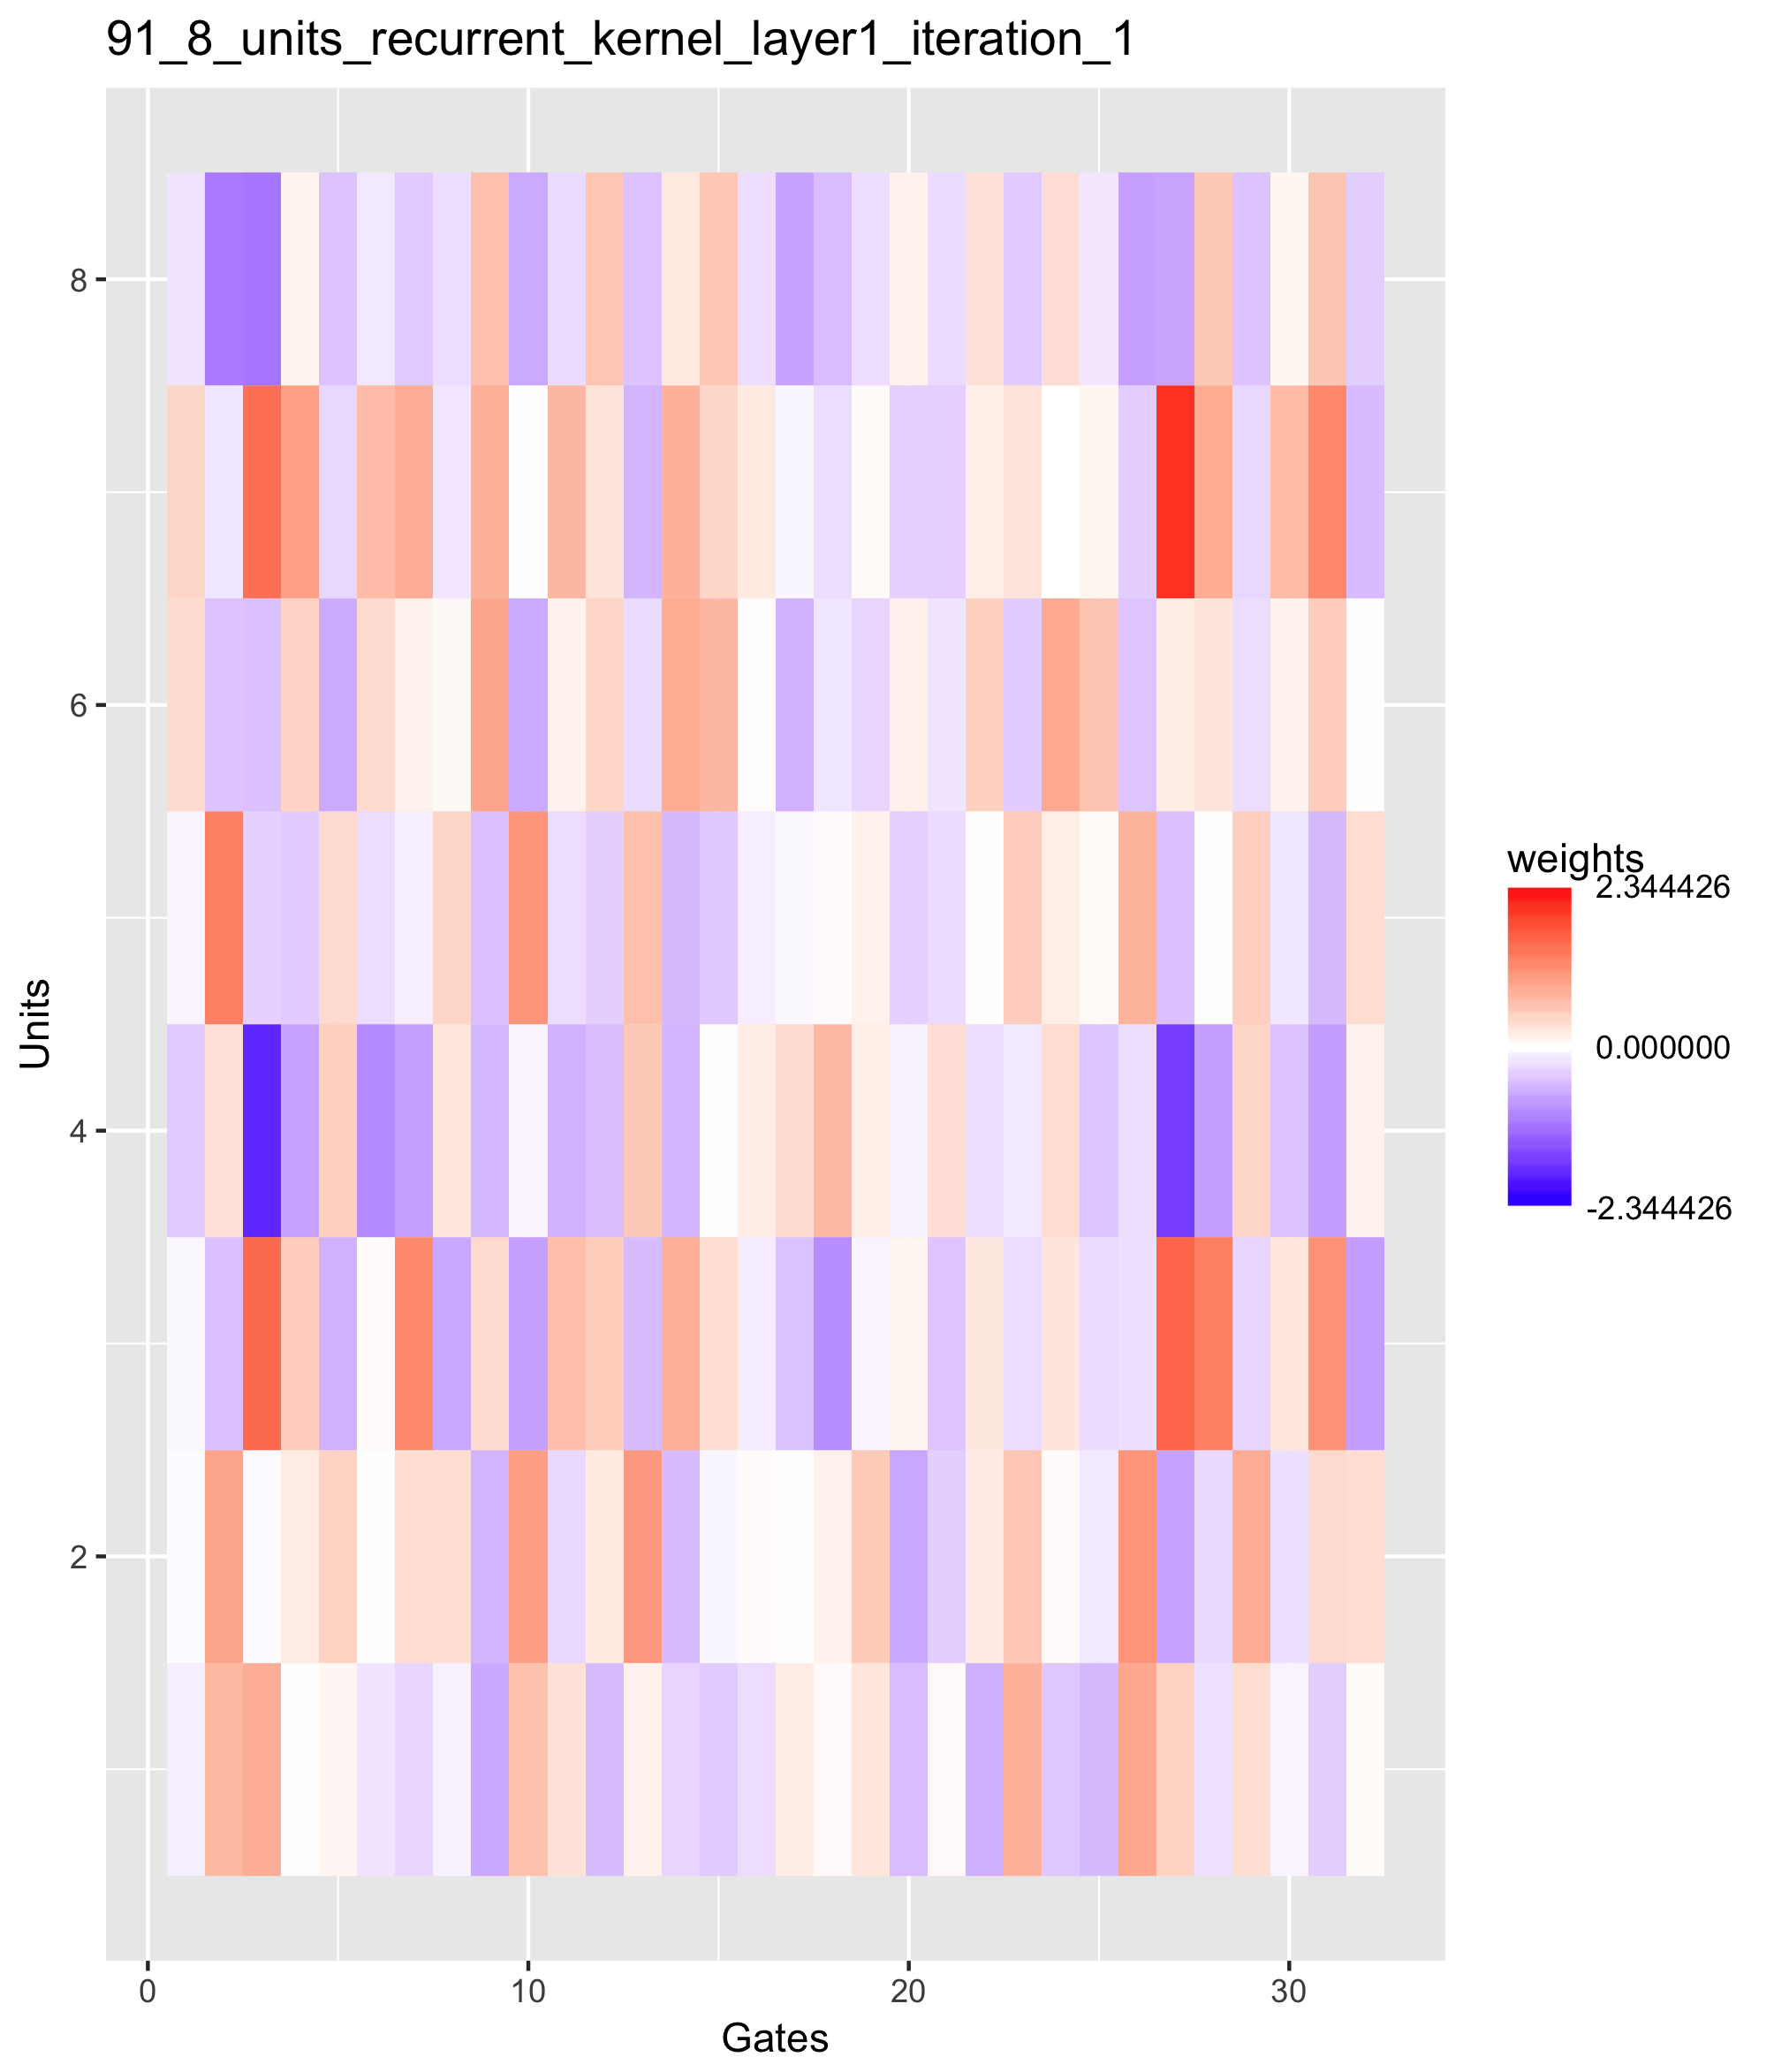 91_8_units_recurrent_kernel_layer1_iteration_1
8
6
4
2
Units
0 10 20 30
Gates
weights
2.344426
0.000000
-2.344426